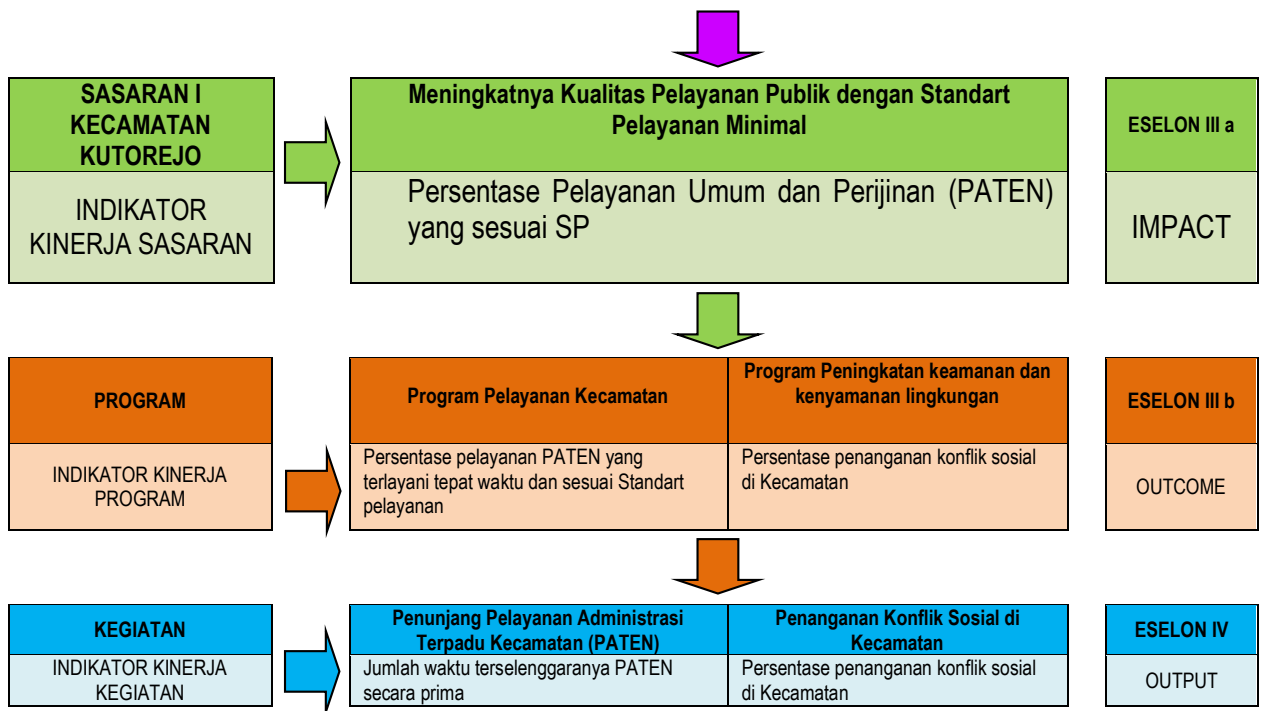 SASARAN I
KECAMATAN
KUTOREJO
Meningkatnya Kualitas Pelayanan Publik dengan Standart
Pelayanan Minimal
ESELON III a
INDIKATOR
KINERJA SASARAN
Persentase Pelayanan Umum dan Perijinan (PATEN)
yang sesuai SP
IMPACT
PROGRAM
Program Pelayanan Kecamatan
Program Peningkatan keamanan dan
kenyamanan lingkungan
ESELON III b
INDIKATOR KINERJA
PROGRAM
Persentase pelayanan PATEN yang
terlayani tepat waktu dan sesuai Standart
pelayanan
Persentase penanganan konflik sosial
di Kecamatan
OUTCOME
KEGIATAN
Penunjang Pelayanan Administrasi
Terpadu Kecamatan (PATEN)
Penanganan Konflik Sosial di
Kecamatan
ESELON IV
INDIKATOR KINERJA
KEGIATAN
Jumlah waktu terselenggaranya PATEN
secara prima
Persentase penanganan konflik sosial
di Kecamatan
OUTPUT